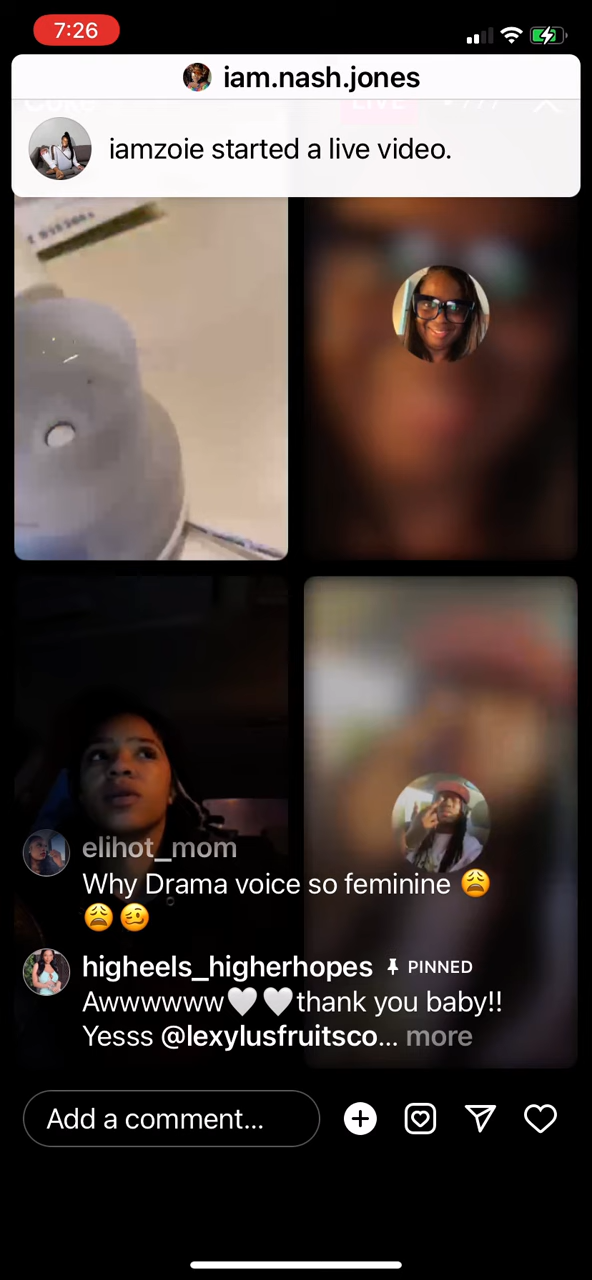 7:26
iam.nash.jones
LIVE
iamzoie started a live video.
elihot_mom
Why Drama voice so feminine 😩
😩🥴
higheels_higherhopes PINNED
Awwwwww🤍🤍thank you baby!!
Yesss @lexylusfruitsco... more
Add a comment...